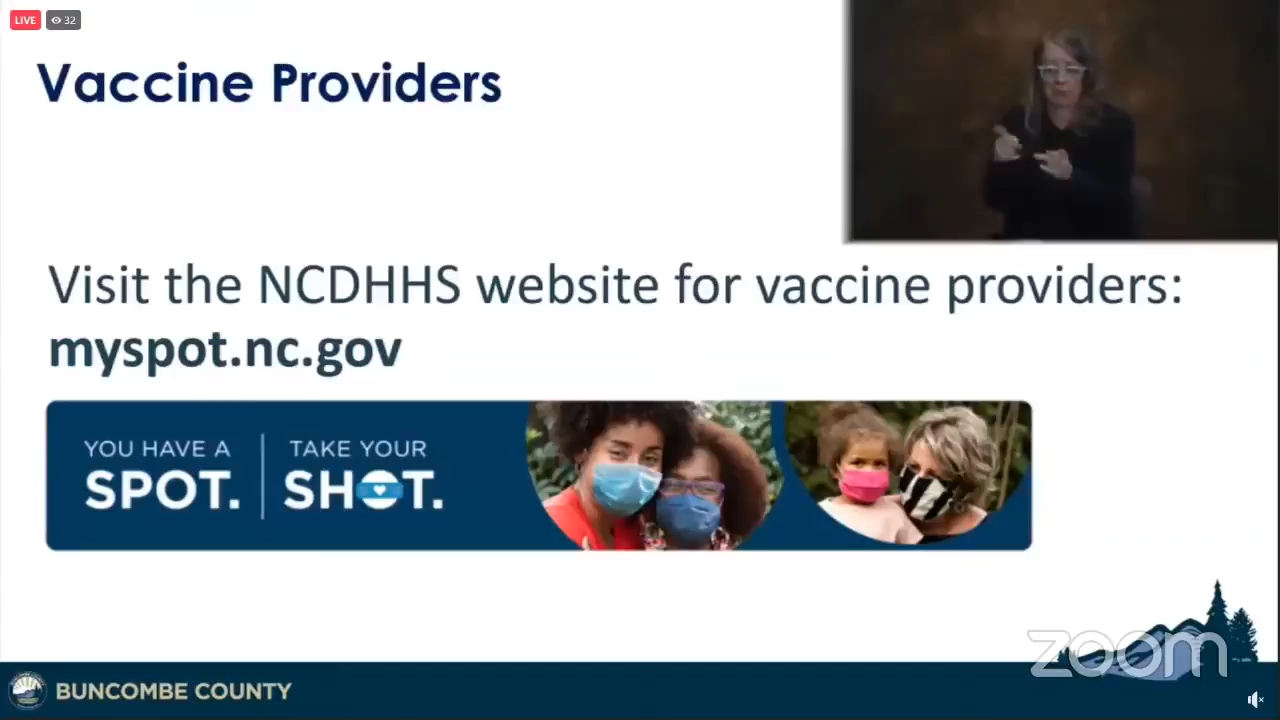 LIVE 32
Vaccine Providers
Visit the NCDHHS website for vaccine providers:
myspot.nc.gov
YOU HAVE A
SPOT.
TAKE YOUR
SHOT.
zoom
BUNCOMBE COUNTY